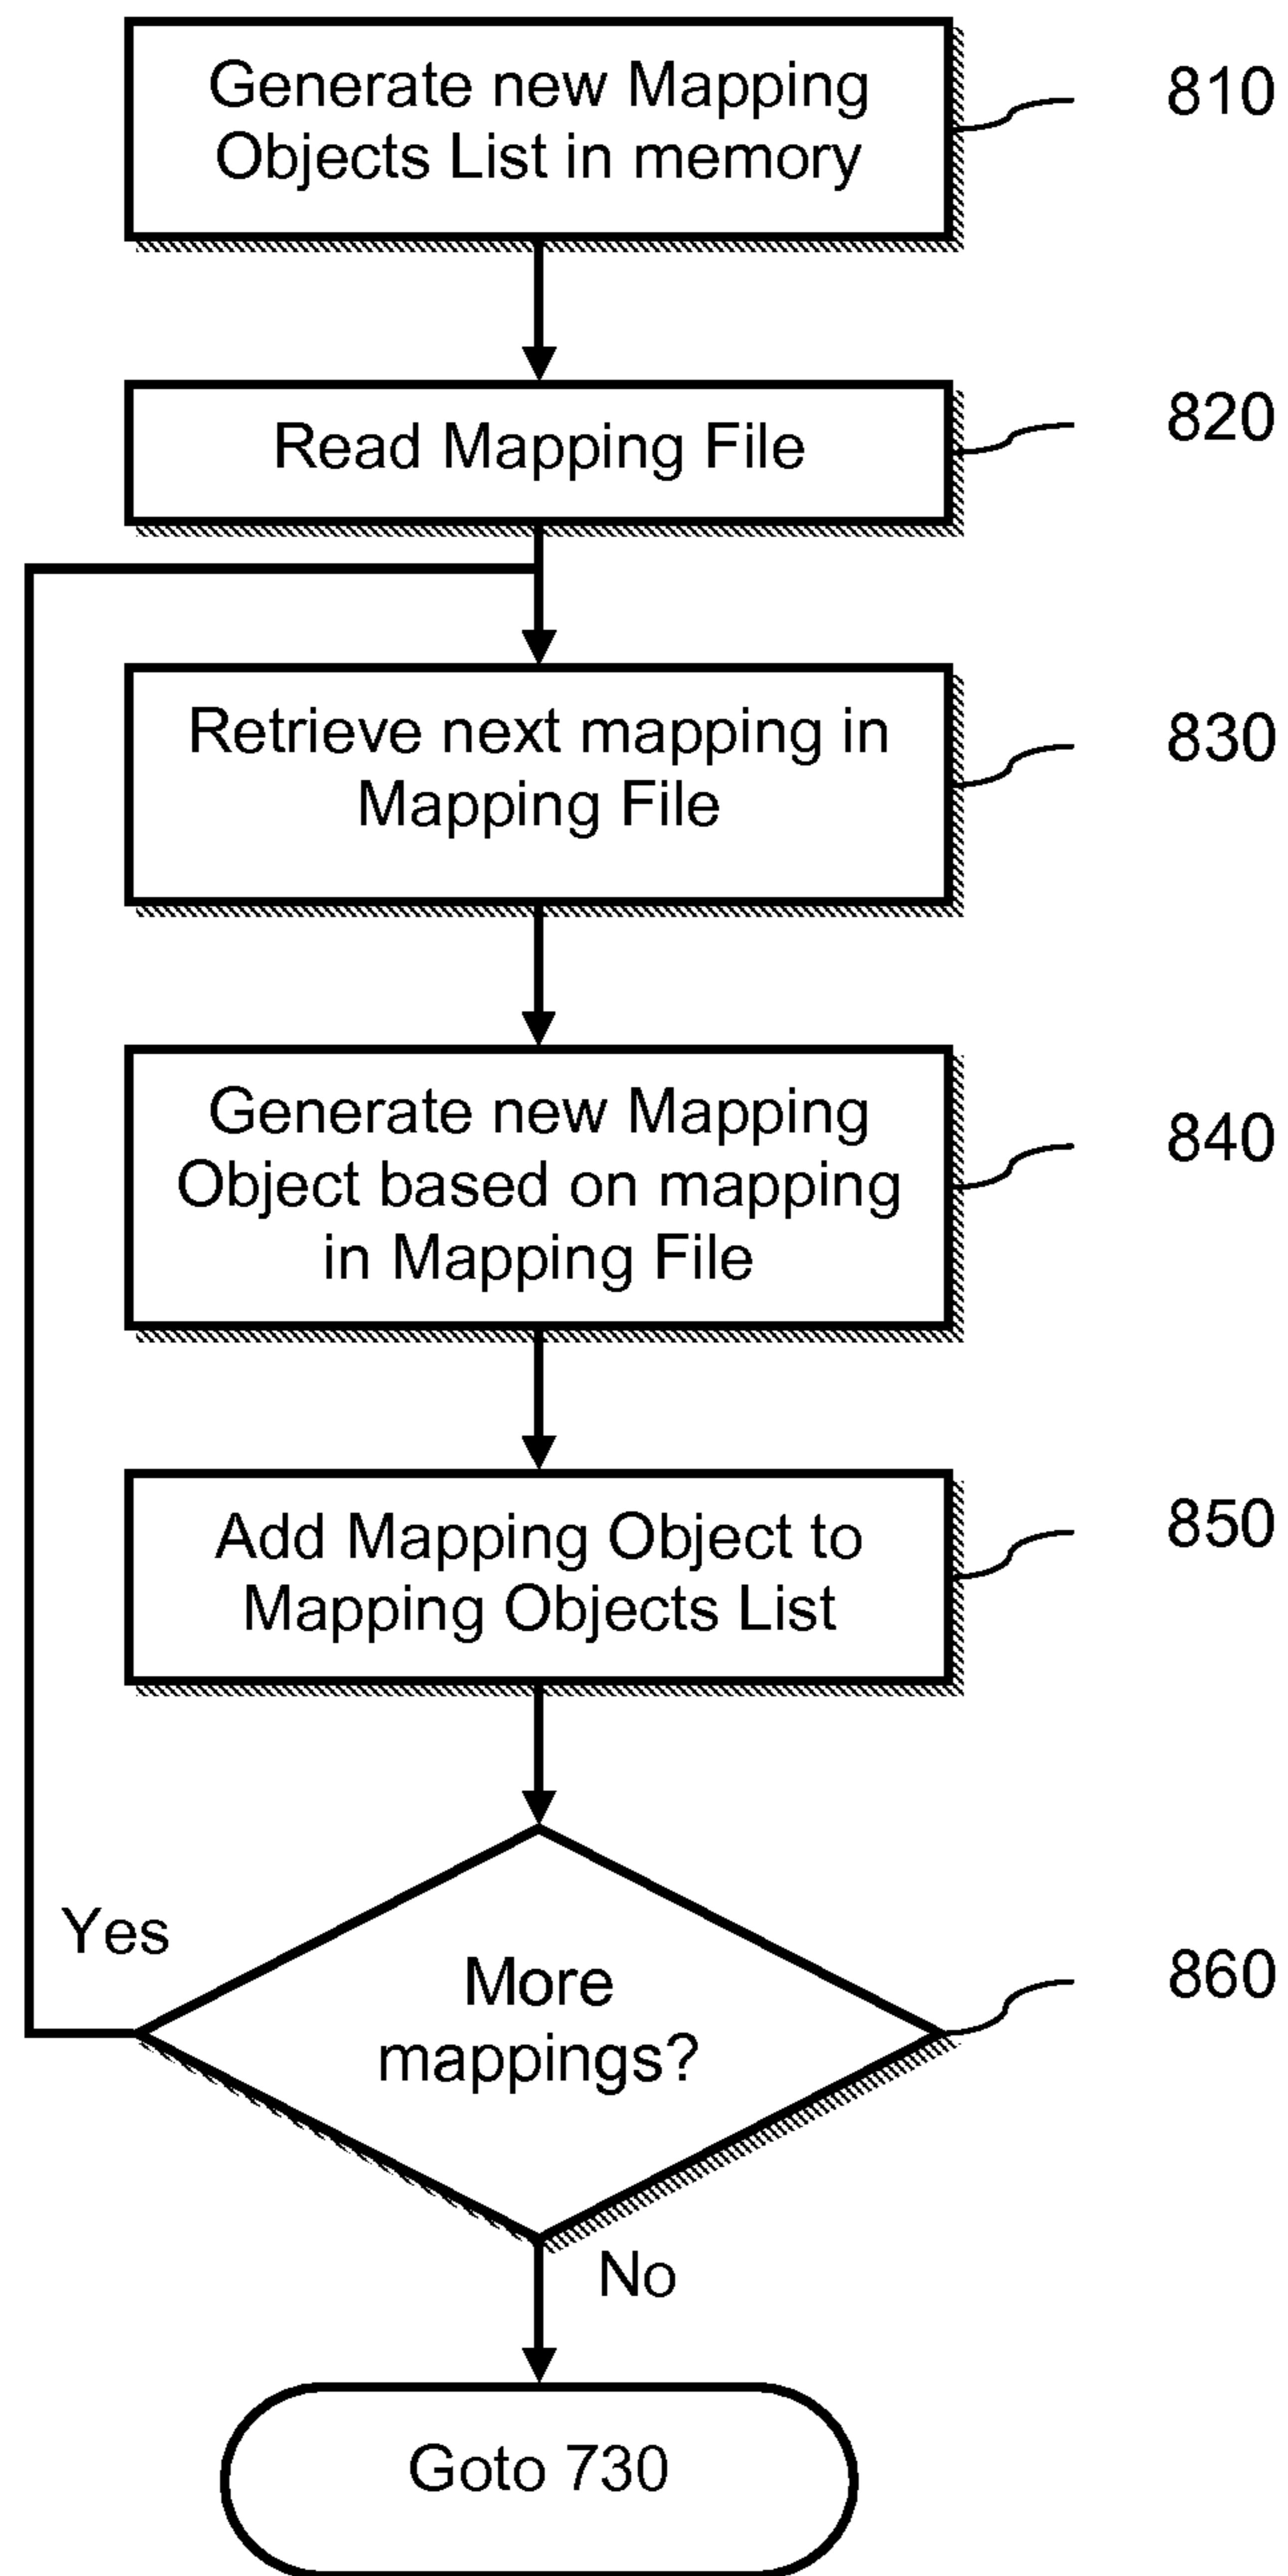 Generate new Mapping
Objects List in memory
810
Read Mapping File
820
Retrieve next mapping in
Mapping File
830
Generate new Mapping
Object based on mapping
in Mapping File
840
Add Mapping Object to
Mapping Objects List
850
Yes
More
mappings?
860
No
Goto 730